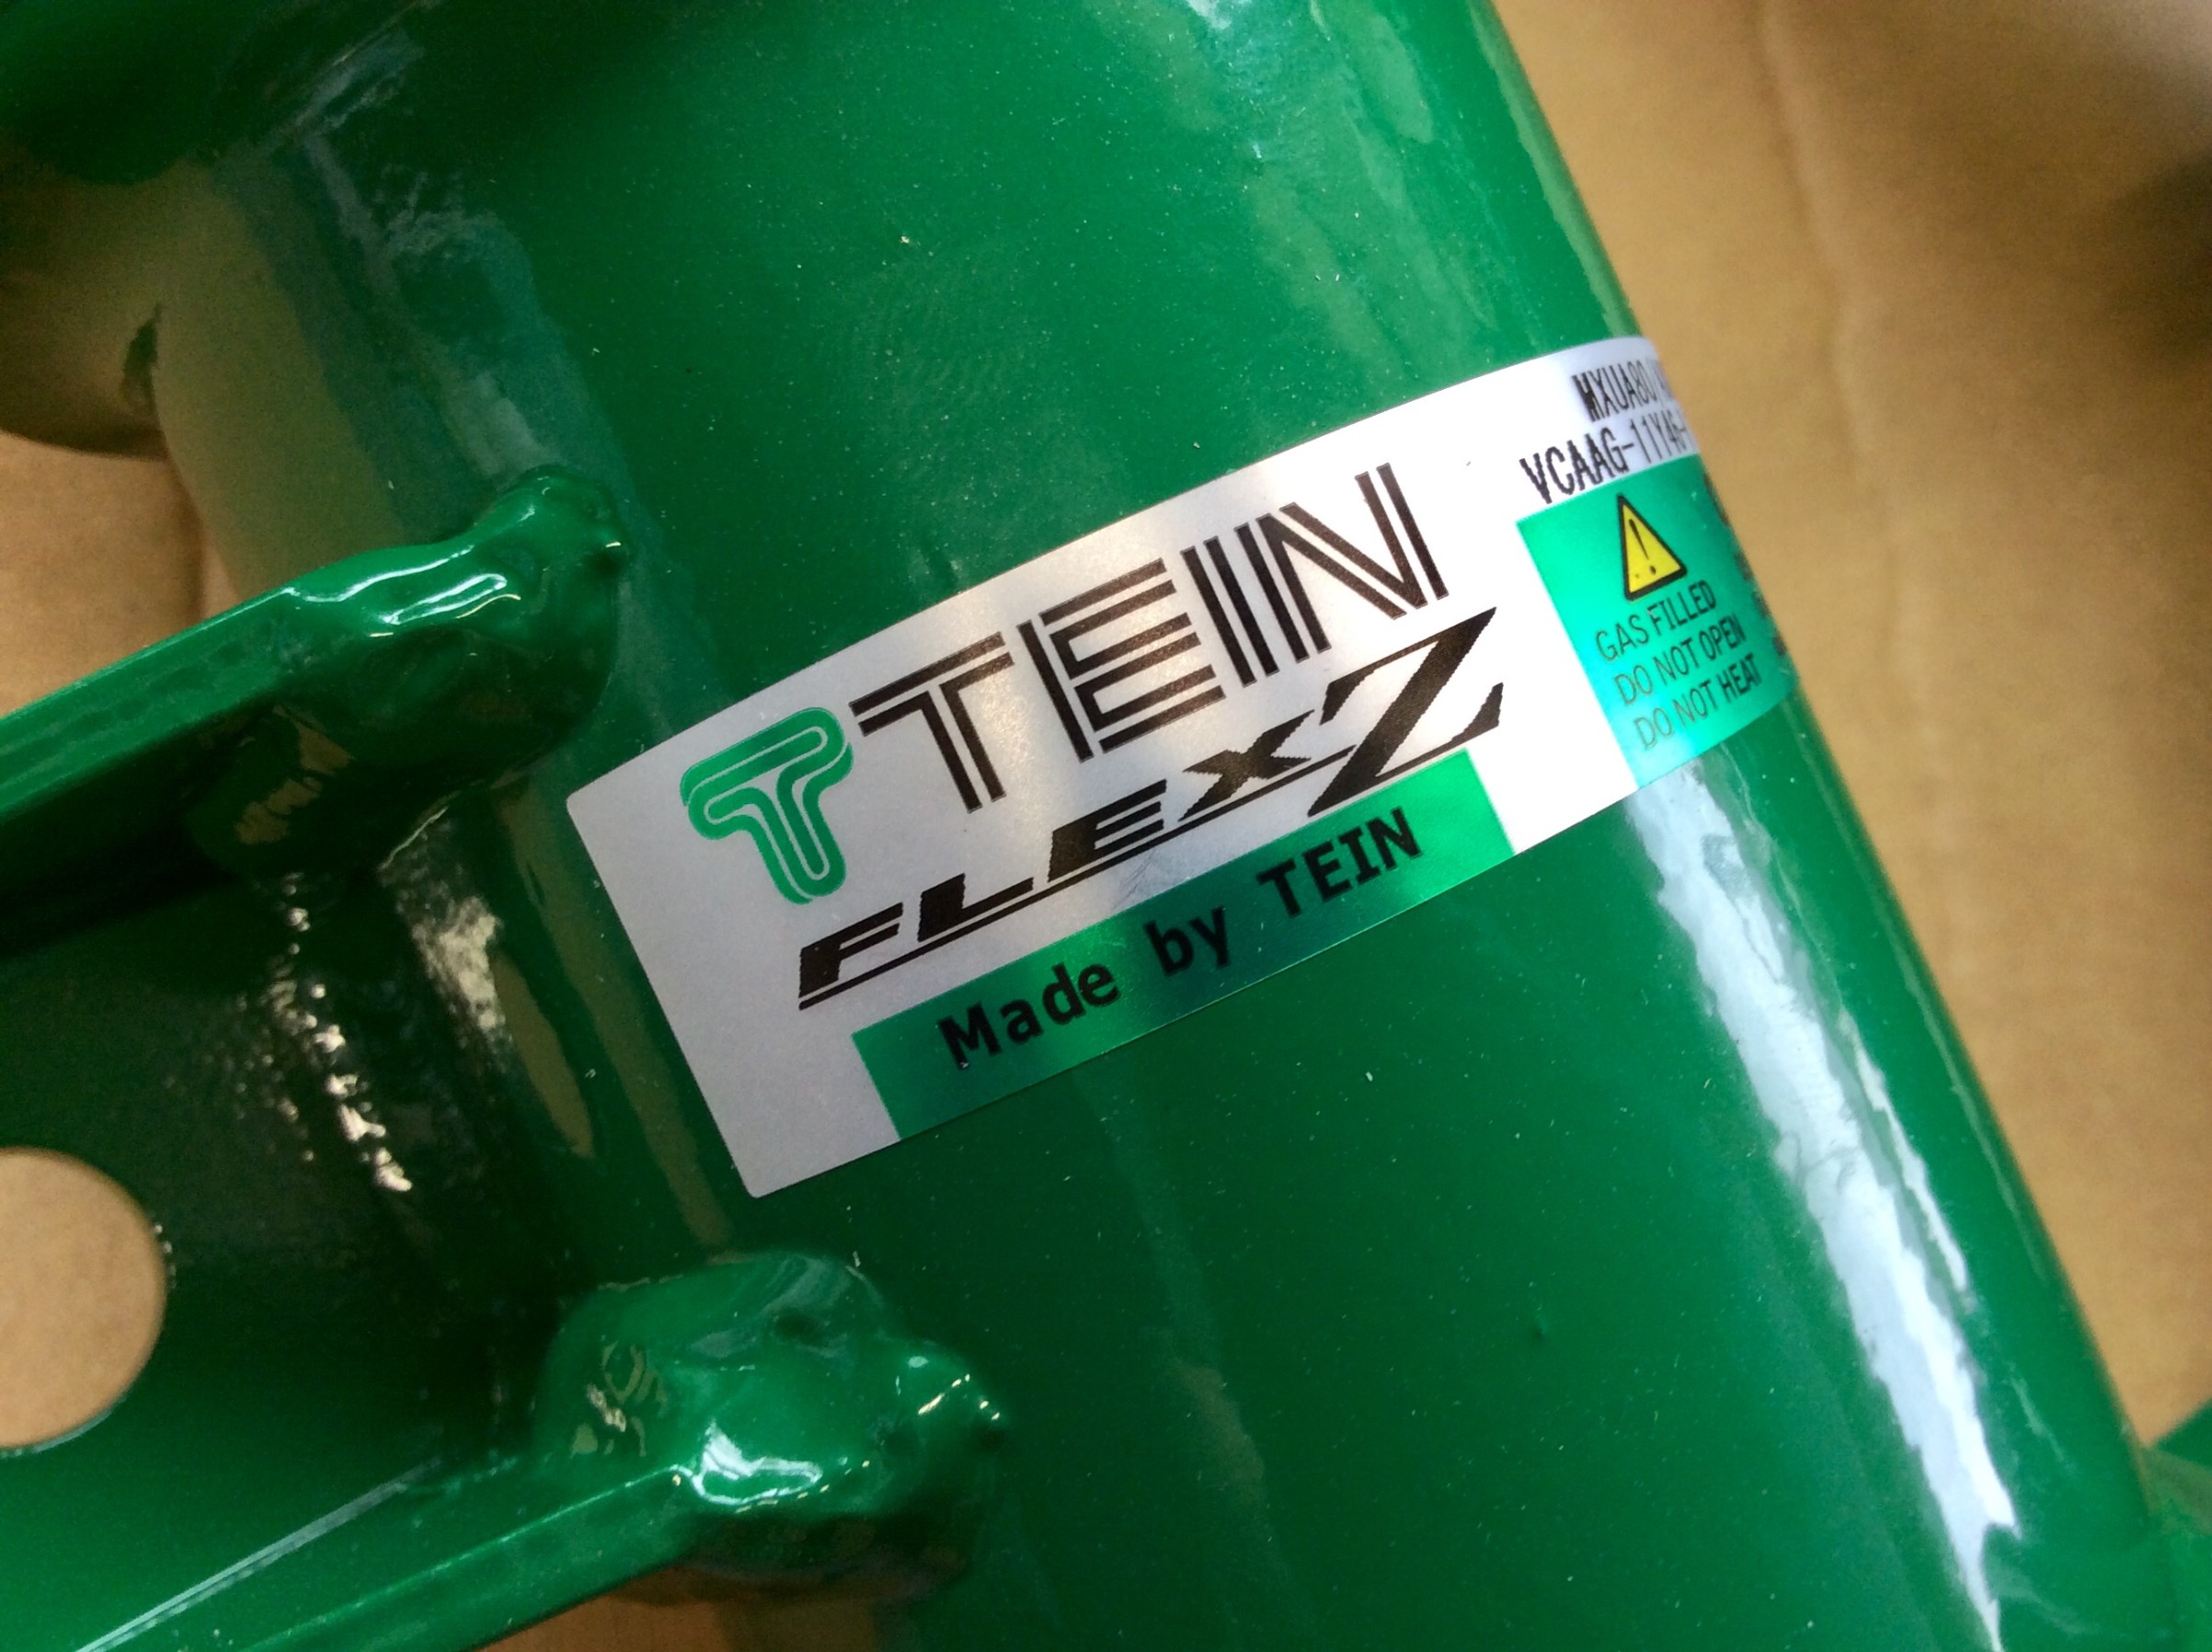 TEIN
FLEX Z
Made by TEIN
MXUA80
VCAAG-11Y46-
GAS FILLED
DO NOT OPEN
DO NOT HEAT